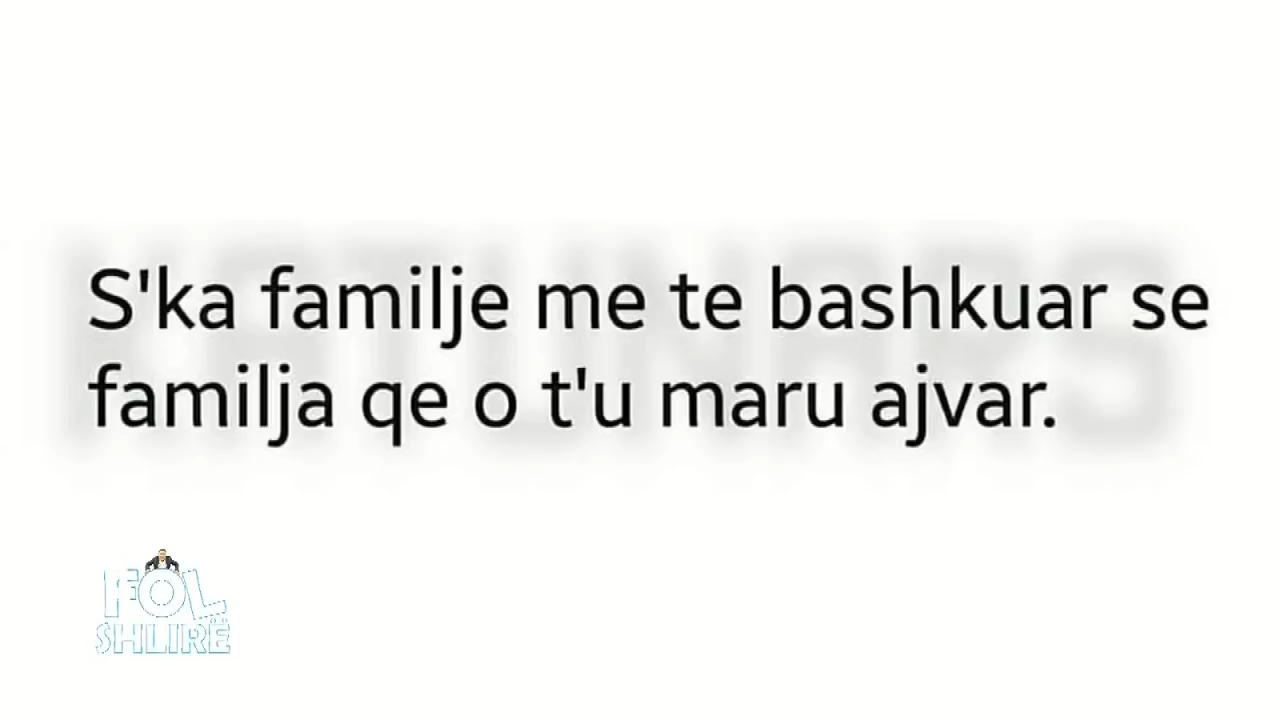 S'ka familje me te bashkuar se
familja qe o t'u maru ajvar.
FOL
SHLIRË